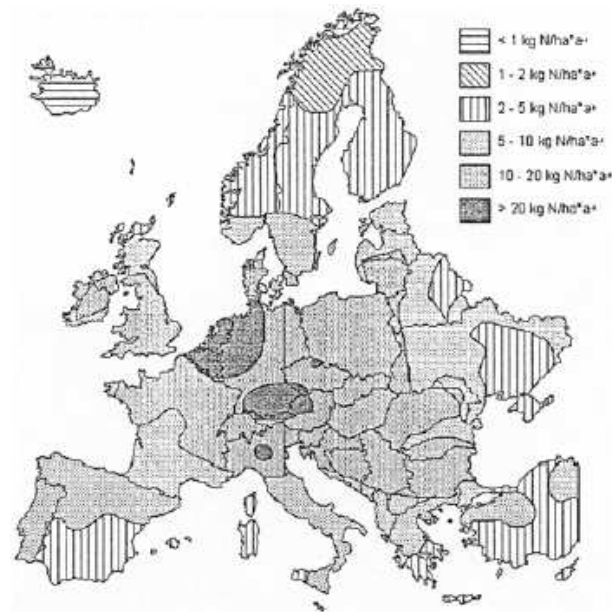 < 1 kg N/ha*a
1 - 2 kg N/ha*a
2 - 5 kg N/ha*a
5 - 10 kg N/ha*a
10 - 20 kg N/ha*a
> 20 kg N/ha*a